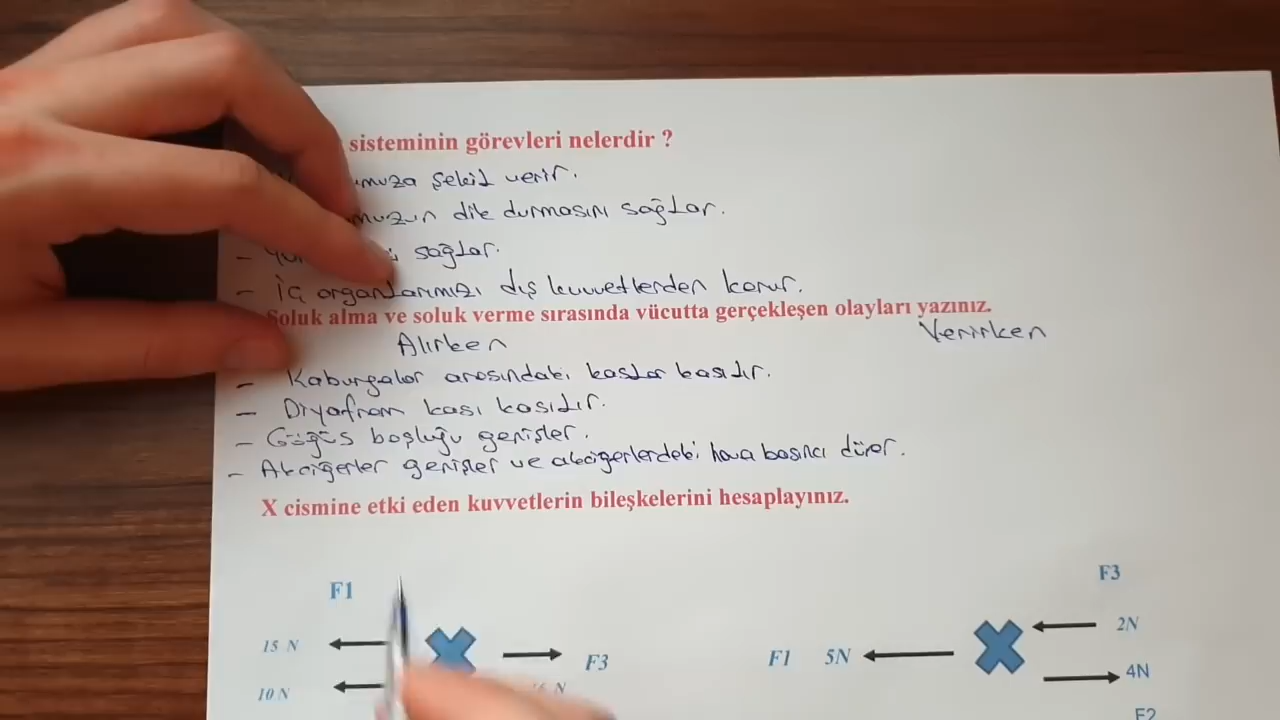 sisteminin görevleri nelerdir ?
muza şekil verir.
muzun dik durmasını sağlar.
- sağlar.
- İç organlarımızı dış kuvvetlerden korur.
Soluk alma ve soluk verme sırasında vücutta gerçekleşen olayları yazınız.
Alırken Verirken
- Kaburgalar arasındaki kaslar kasılır.
- Diyafram kası kasılır.
- Göğüs boşluğu genişler.
- Akciğerler genişler ve akciğerlerdeki hava basıncı düşer.
X cismine etki eden kuvvetlerin bileşkelerini hesaplayınız.
F1 F3
15 N F3 F1 5N 2N
10 N N 4N
F2